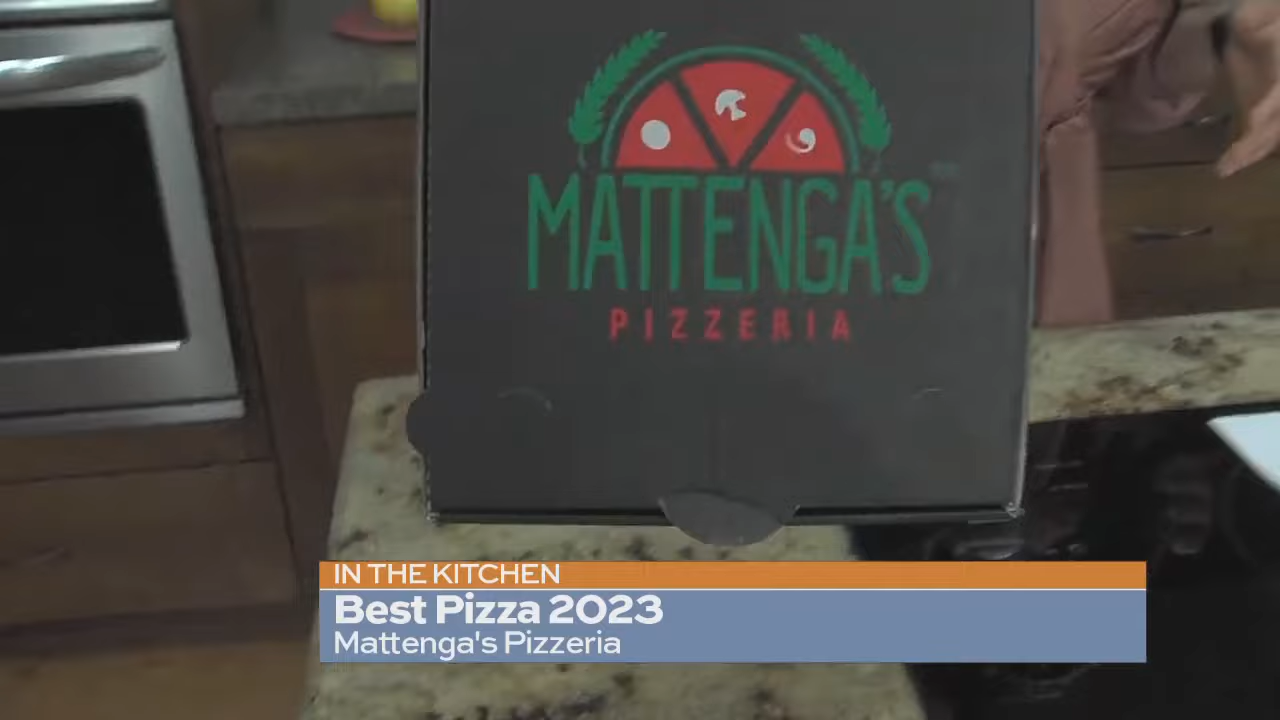 MATTENGA'S
PIZZERIA
IN THE KITCHEN
Best Pizza 2023
Mattenga's Pizzeria